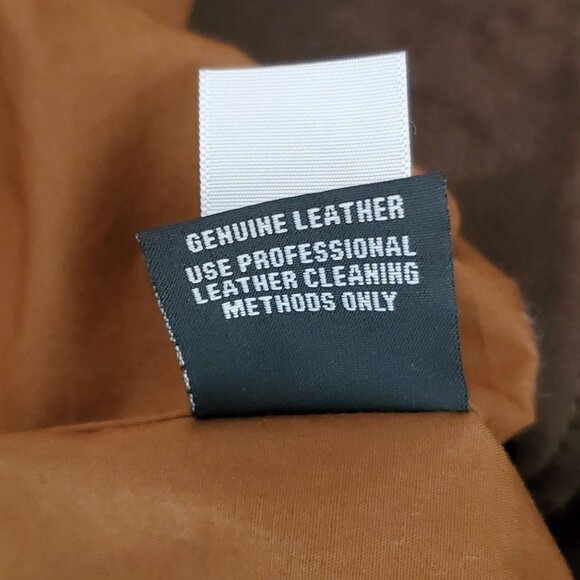 GENUINE LEATHER
USE PROFESSIONAL
LEATHER CLEANING
METHODS ONLY